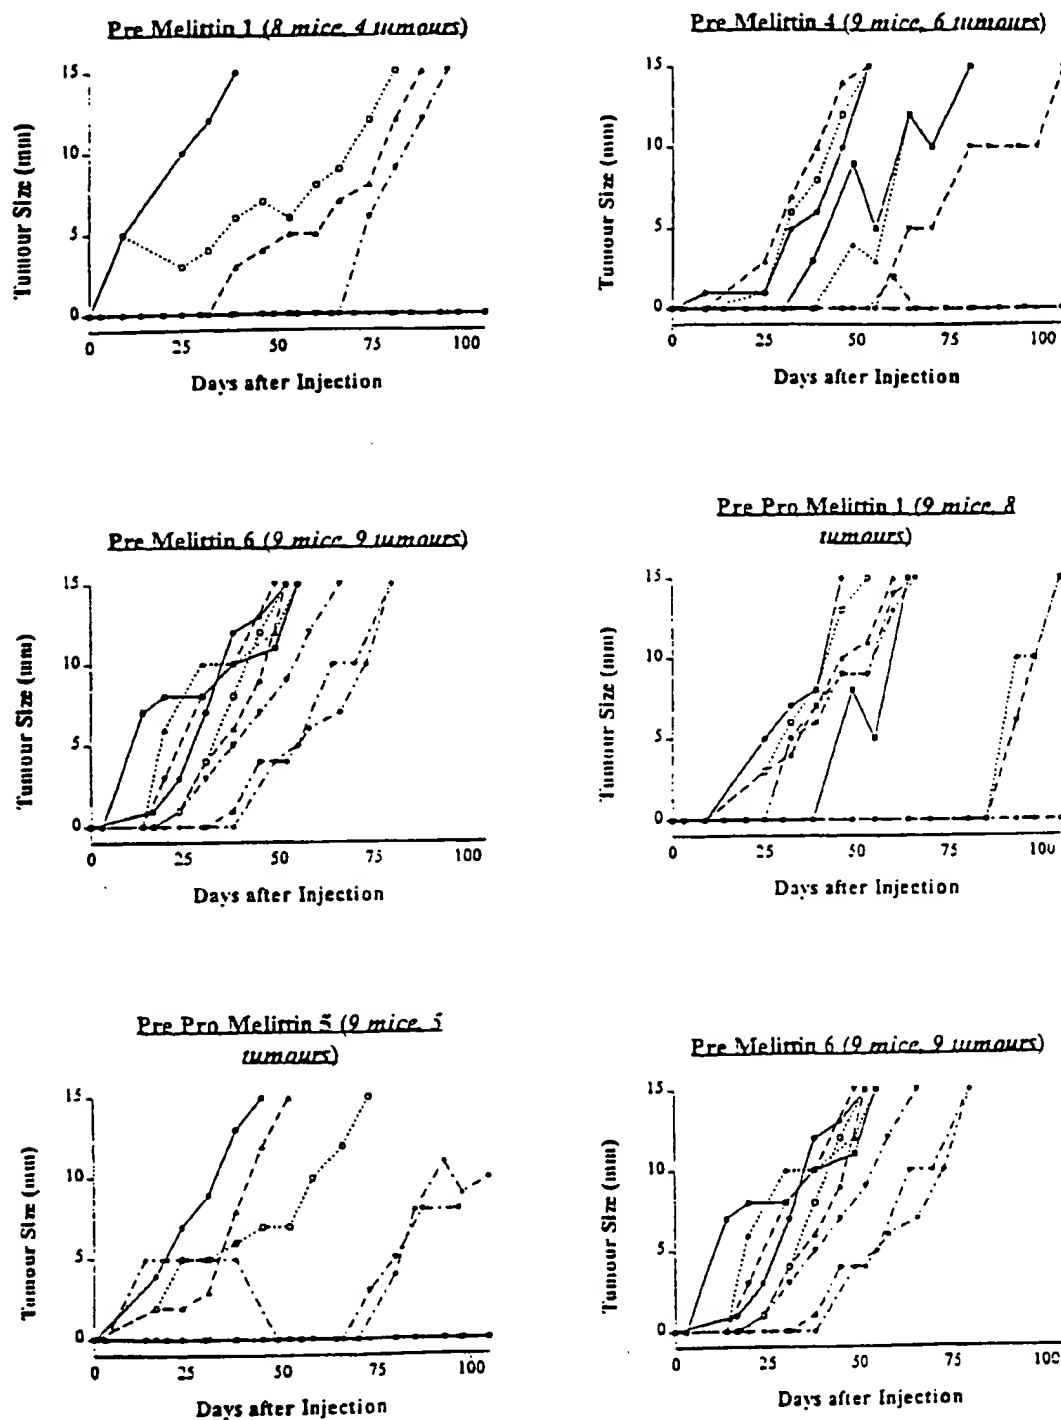 Pre Melittin 1 (8 mice, 4 tumours)
Tumour Size (mm)
15
10
5
0
0 25 50 75 100
Days after Injection
Pre Melittin 4 (9 mice, 6 tumours)
Tumour Size (mm)
15
10
5
0
0 25 50 75 100
Days after Injection
Pre Melittin 6 (9 mice, 9 tumours)
Tumour Size (mm)
15
10
5
0
0 25 50 75 100
Days after Injection
Pre Pro Melittin 1 (9 mice, 8
tumours)
Tumour Size (mm)
15
10
5
0
0 25 50 75 100
Days after Injection
Pre Pro Melittin 5 (9 mice, 5
tumours)
Tumour Size (mm)
15
10
5
0
0 25 50 75 100
Days after Injection
Pre Melittin 6 (9 mice, 9 tumours)
Tumour Size (mm)
15
10
5
0
0 25 50 75 100
Days after Injection